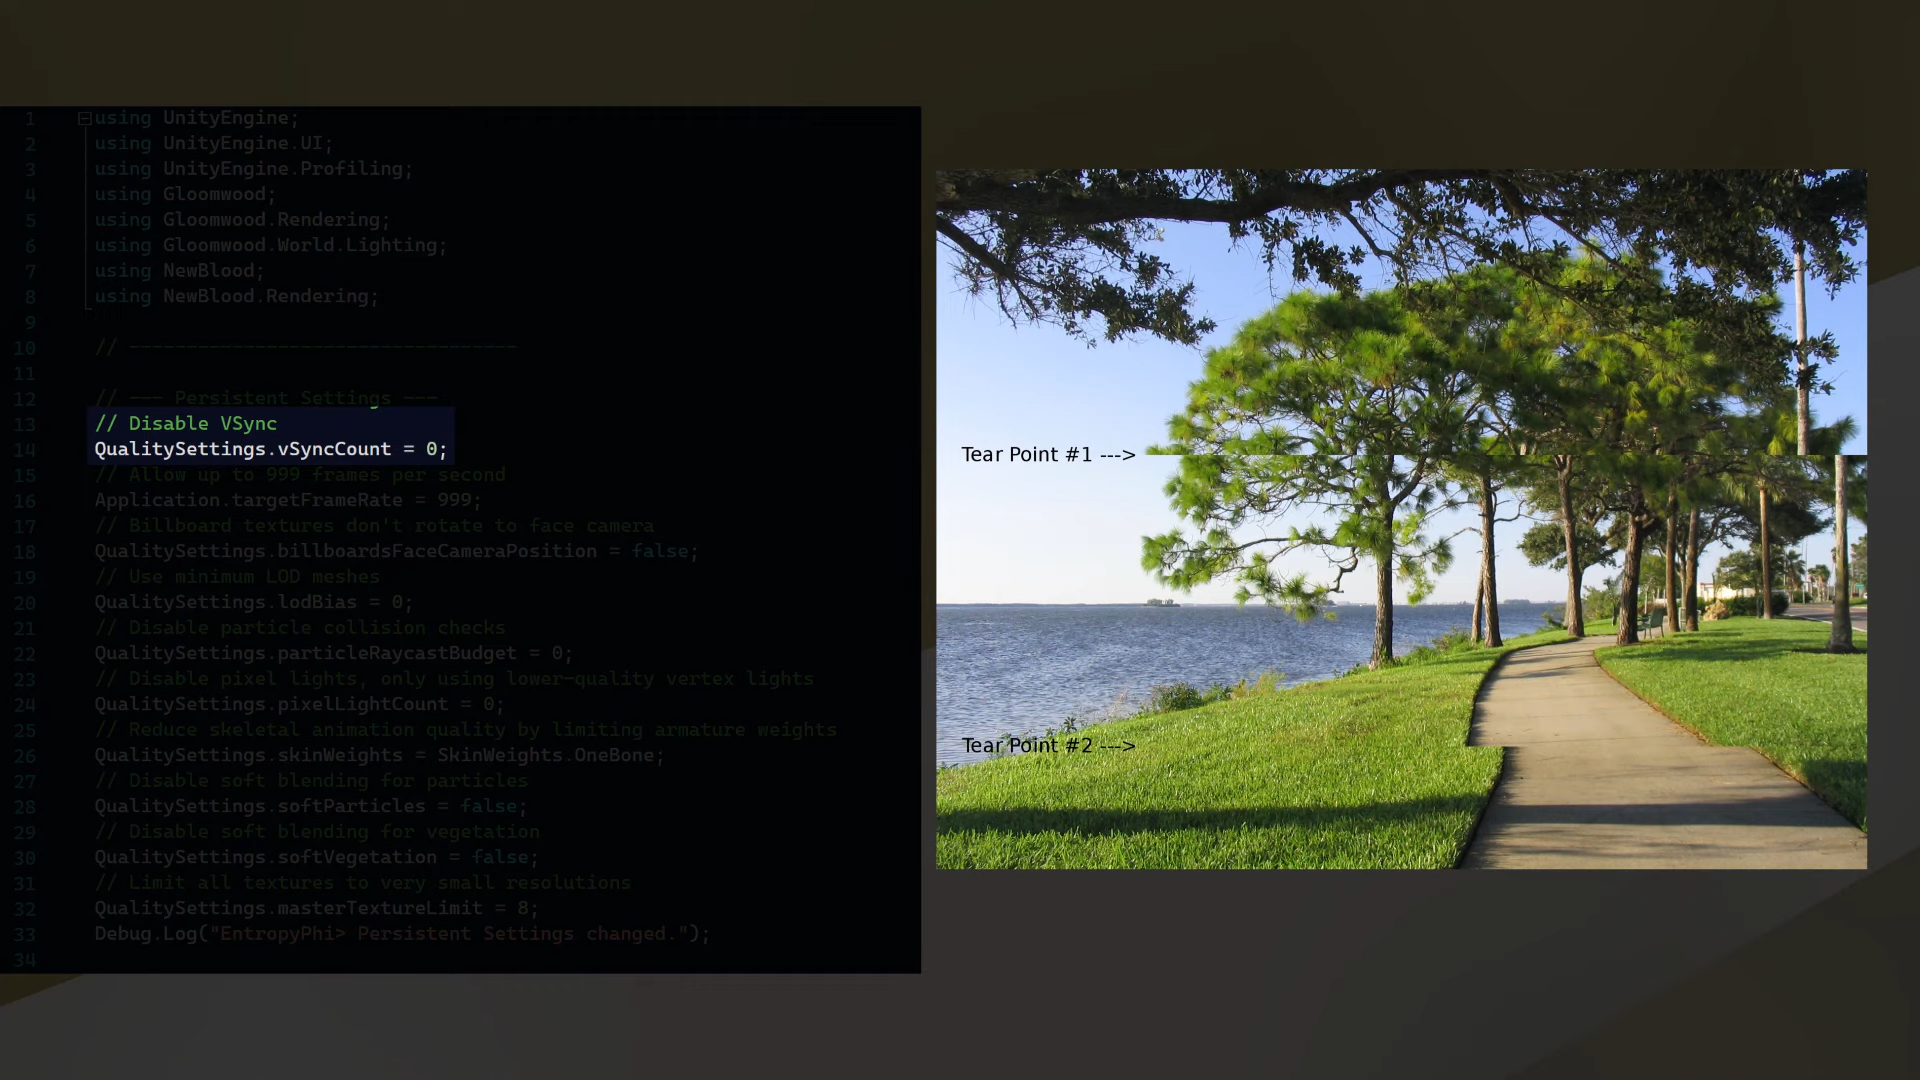 1 using UnityEngine;
2 using UnityEngine.UI;
3 using UnityEngine.Profiling;
4 using Gloomwood;
5 using Gloomwood.Rendering;
6 using Gloomwood.World.Lighting;
7 using NewBlood;
8 using NewBlood.Rendering;
9
10 // ----------------------------------
11
12 // --- Persistent Settings ---
13 // Disable VSync
14 QualitySettings.vSyncCount = 0;
15 // Allow up to 999 frames per second
16 Application.targetFrameRate = 999;
17 // Billboard textures don't rotate to face camera
18 QualitySettings.billboardsFaceCameraPosition = false;
19 // Use minimum LOD meshes
20 QualitySettings.lodBias = 0;
21 // Disable particle collision checks
22 QualitySettings.particleRaycastBudget = 0;
23 // Disable pixel lights, only using lower-quality vertex lights
24 QualitySettings.pixelLightCount = 0;
25 // Reduce skeletal animation quality by limiting armature weights
26 QualitySettings.skinWeights = SkinWeights.OneBone;
27 // Disable soft blending for particles
28 QualitySettings.softParticles = false;
29 // Disable soft blending for vegetation
30 QualitySettings.softVegetation = false;
31 // Limit all textures to very small resolutions
32 QualitySettings.masterTextureLimit = 8;
33 Debug.Log("EntropyPhi> Persistent Settings changed.");
34
Tear Point #1 --->
Tear Point #2 --->